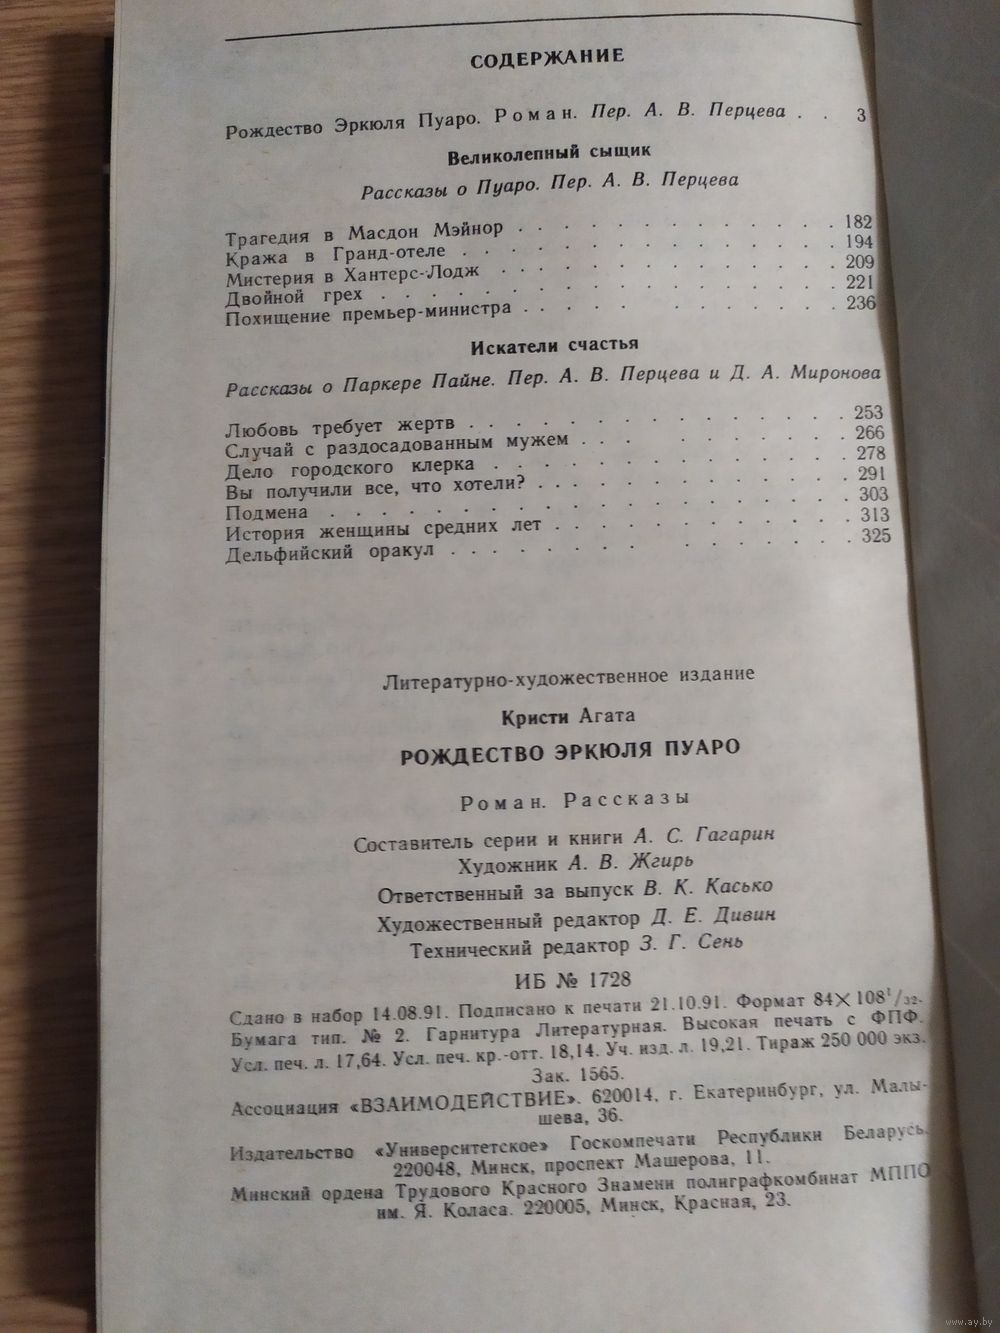 СОДЕРЖАНИЕ
Рождество Эркюля Пуаро. Роман. Пер. А. В. Перцева . . 3
Великолепный сыщик
Рассказы о Пуаро. Пер. А. В. Перцева
Трагедия в Масдон Мэйнор . . . . . . . . . . . . . 182
Кража в Гранд-отеле . . . . . . . . . . . . . . . 194
Мистерия в Хантерс-Лодж . . . . . . . . . . . . . 209
Двойной грех . . . . . . . . . . . . . . . . . . 221
Похищение премьер-министра . . . . . . . . . . . 236
Искатели счастья
Рассказы о Паркере Пайне. Пер. А. В. Перцева и Д. А. Миронова
Любовь требует жертв . . . . . . . . . . . . . . . 253
Случай с раздосадованным мужем . . . . . . . . . . 266
Дело городского клерка . . . . . . . . . . . . . . 278
Вы получили все, что хотели? . . . . . . . . . . . . 291
Подмена . . . . . . . . . . . . . . . . . . . . . 303
История женщины средних лет . . . . . . . . . . . . 313
Дельфийский оракул . . . . . . . . . . . . . . . . 325
Литературно-художественное издание
Кристи Агата
РОЖДЕСТВО ЭРКЮЛЯ ПУАРО
Роман. Рассказы
Составитель серии и книги А. С. Гагарин
Художник А. В. Жгирь
Ответственный за выпуск В. К. Касько
Художественный редактор Д. Е. Дивин
Технический редактор З. Г. Сень
ИБ № 1728
Сдано в набор 14.08.91. Подписано к печати 21.10.91. Формат 84×108¹/₃₂.
Бумага тип. № 2. Гарнитура Литературная. Высокая печать с ФПФ.
Усл. печ. л. 17,64. Усл. печ. кр.-отт. 18,14. Уч. изд. л. 19,21. Тираж 250 000 экз.
Зак. 1565.
Ассоциация «ВЗАИМОДЕЙСТВИЕ». 620014, г. Екатеринбург, ул. Малы-
шева, 36.
Издательство «Университетское» Госкомпечати Республики Беларусь.
220048, Минск, проспект Машерова, 11.
Минский ордена Трудового Красного Знамени полиграфкомбинат МППО
им. Я. Коласа. 220005, Минск, Красная, 23.
www.ay.by